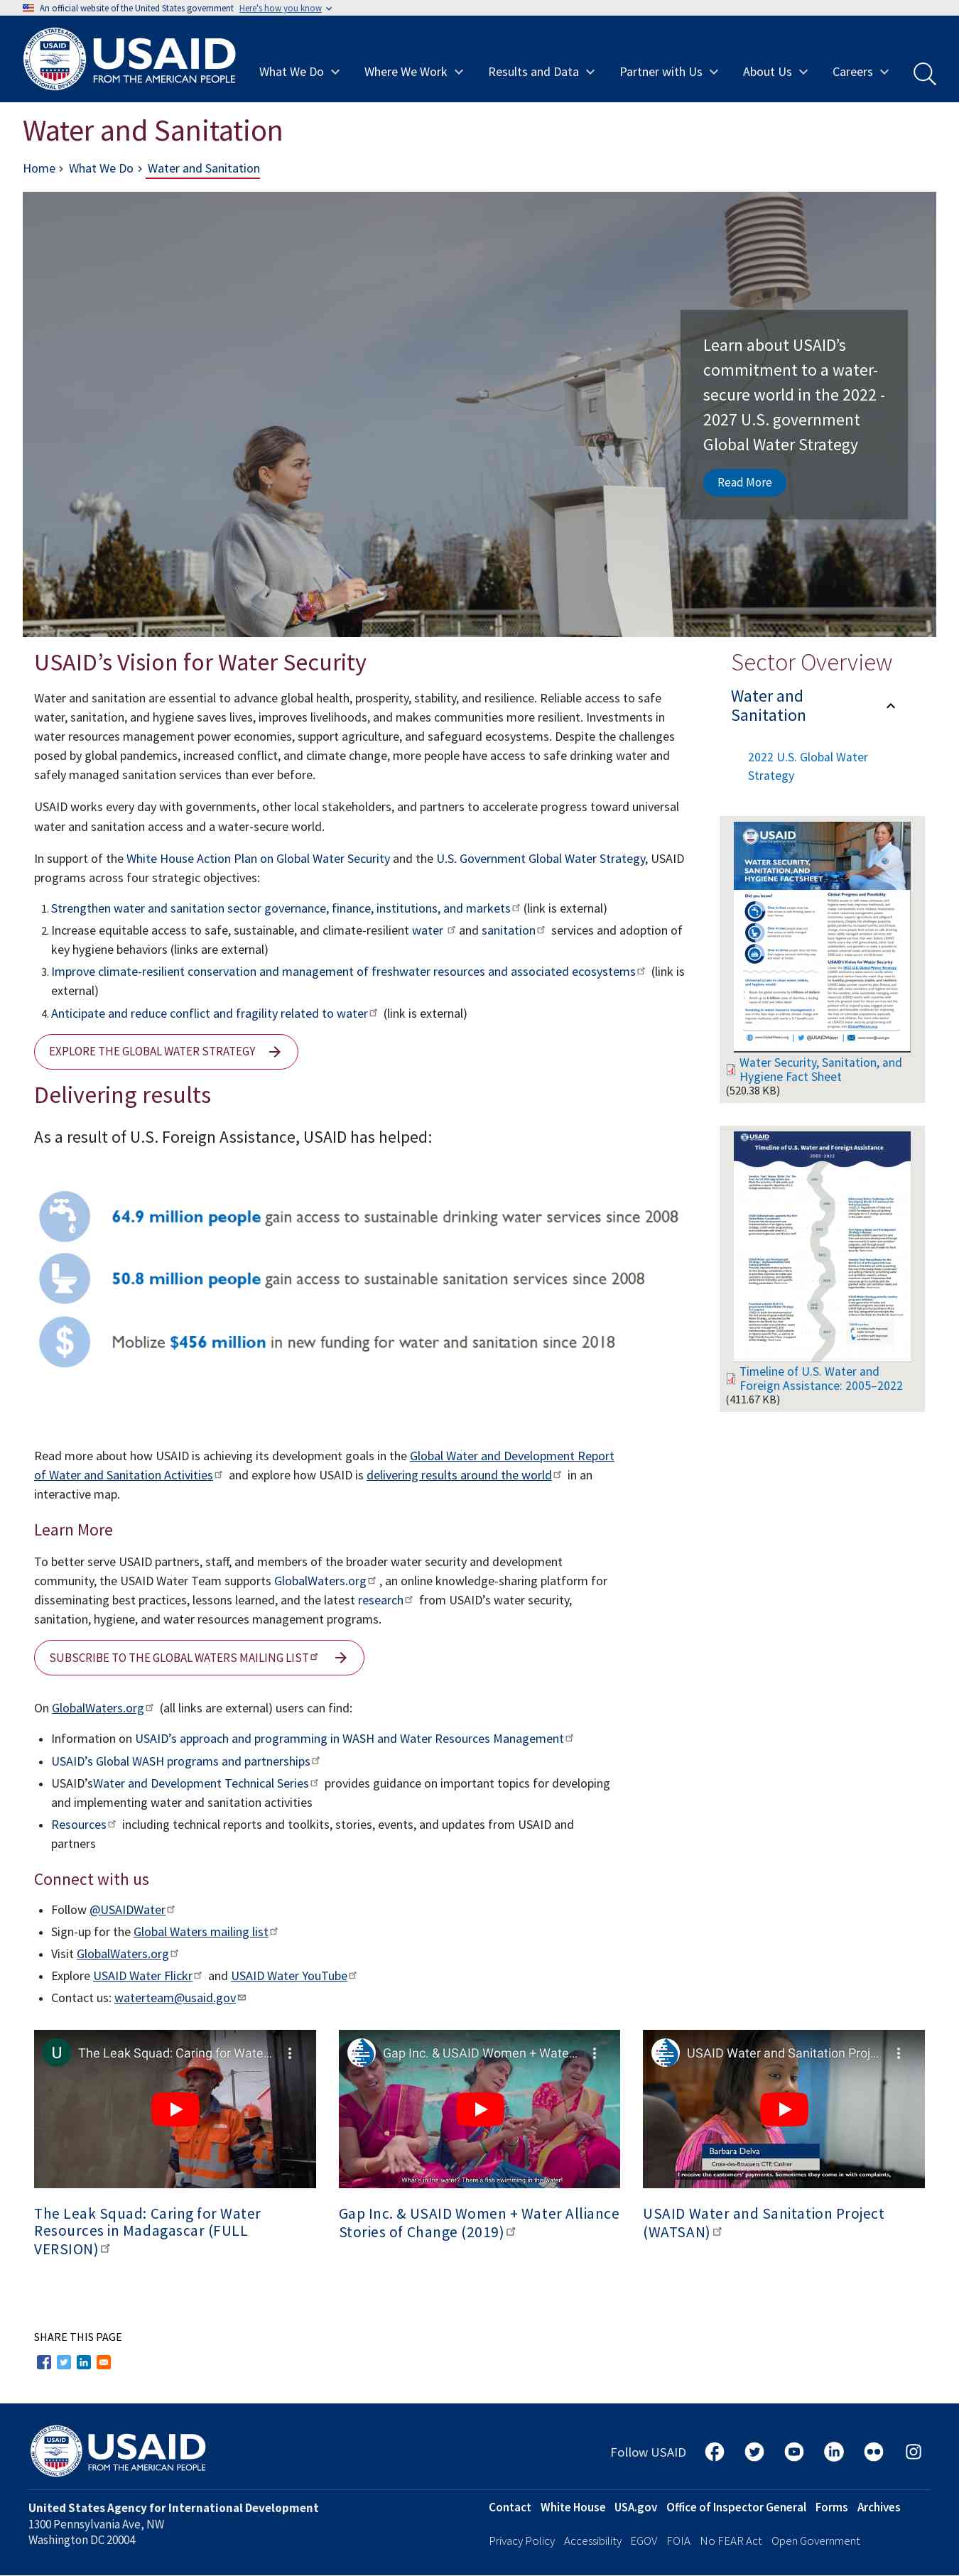 An official website of the United States government Here's how you know
USAID
FROM THE AMERICAN PEOPLE
What We Do
Where We Work
Results and Data
Partner with Us
About Us
Careers
Water and Sanitation
Home › What We Do › Water and Sanitation
Learn about USAID’s
commitment to a water-
secure world in the 2022 -
2027 U.S. government
Global Water Strategy
Read More
USAID’s Vision for Water Security
Water and sanitation are essential to advance global health, prosperity, stability, and resilience. Reliable access to safe
water, sanitation, and hygiene saves lives, improves livelihoods, and makes communities more resilient. Investments in
water resources management power economies, support agriculture, and safeguard ecosystems. Despite the challenges
posed by global pandemics, increased conflict, and climate change, more people have access to safe drinking water and
safely managed sanitation services than ever before.
USAID works every day with governments, other local stakeholders, and partners to accelerate progress toward universal
water and sanitation access and a water-secure world.
In support of the White House Action Plan on Global Water Security and the U.S. Government Global Water Strategy, USAID
programs across four strategic objectives:
1. Strengthen water and sanitation sector governance, finance, institutions, and markets (link is external)
2. Increase equitable access to safe, sustainable, and climate-resilient water and sanitation services and adoption of
key hygiene behaviors (links are external)
3. Improve climate-resilient conservation and management of freshwater resources and associated ecosystems (link is
external)
4. Anticipate and reduce conflict and fragility related to water (link is external)
EXPLORE THE GLOBAL WATER STRATEGY
Delivering results
As a result of U.S. Foreign Assistance, USAID has helped:
64.9 million people gain access to sustainable drinking water services since 2008
50.8 million people gain access to sustainable sanitation services since 2008
Moblize $456 million in new funding for water and sanitation since 2018
Read more about how USAID is achieving its development goals in the Global Water and Development Report
of Water and Sanitation Activities and explore how USAID is delivering results around the world in an
interactive map.
Learn More
To better serve USAID partners, staff, and members of the broader water security and development
community, the USAID Water Team supports GlobalWaters.org , an online knowledge-sharing platform for
disseminating best practices, lessons learned, and the latest research from USAID’s water security,
sanitation, hygiene, and water resources management programs.
SUBSCRIBE TO THE GLOBAL WATERS MAILING LIST
On GlobalWaters.org (all links are external) users can find:
• Information on USAID’s approach and programming in WASH and Water Resources Management
• USAID’s Global WASH programs and partnerships
• USAID’sWater and Development Technical Series provides guidance on important topics for developing
and implementing water and sanitation activities
• Resources including technical reports and toolkits, stories, events, and updates from USAID and
partners
Connect with us
• Follow @USAIDWater
• Sign-up for the Global Waters mailing list
• Visit GlobalWaters.org
• Explore USAID Water Flickr and USAID Water YouTube
• Contact us: waterteam@usaid.gov
Sector Overview
Water and
Sanitation
2022 U.S. Global Water
Strategy
USAID
WATER SECURITY,
SANITATION,AND
HYGIENE FACTSHEET
Did you know?
Global Progress and Possibility
USAID's Vision for Water Security
@USAIDWater
Water Security, Sanitation, and
Hygiene Fact Sheet
(520.38 KB)
USAID
Timeline of U.S. Water and Foreign Assistance
2005–2022
Timeline of U.S. Water and
Foreign Assistance: 2005–2022
(411.67 KB)
U The Leak Squad: Caring for Wate...
Gap Inc. & USAID Women + Wate...
What's in the water? There's fish swimming in the water!
USAID Water and Sanitation Proj...
Barbara Delva
Croix-des-Bouquets CTE Cashier
I receive the customers' payments. Sometimes they come in with complaints,
The Leak Squad: Caring for Water
Resources in Madagascar (FULL
VERSION)
Gap Inc. & USAID Women + Water Alliance
Stories of Change (2019)
USAID Water and Sanitation Project
(WATSAN)
SHARE THIS PAGE
USAID
FROM THE AMERICAN PEOPLE
Follow USAID
United States Agency for International Development
1300 Pennsylvania Ave, NW
Washington DC 20004
Contact White House USA.gov Office of Inspector General Forms Archives
Privacy Policy Accessibility EGOV FOIA No FEAR Act Open Government